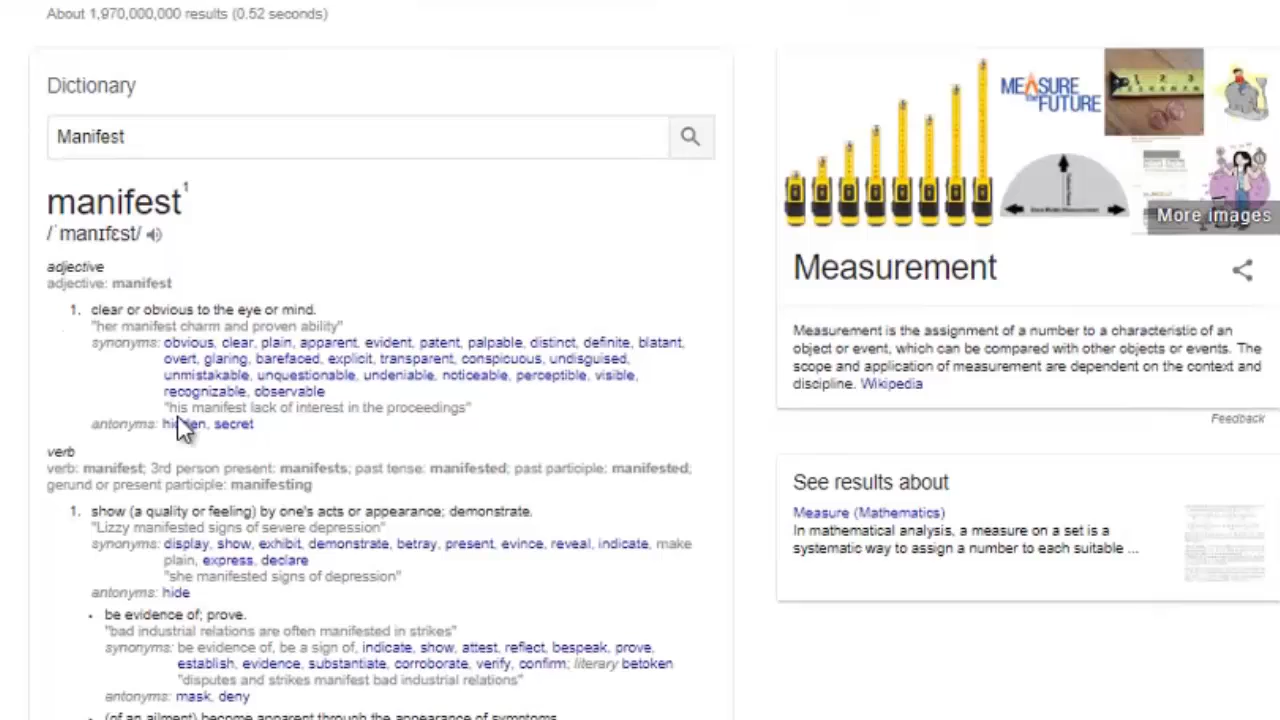 About 1,970,000,000 results (0.52 seconds)
Dictionary
Manifest
manifest¹
/ˈmanɪfɛst/
adjective
adjective: manifest
1. clear or obvious to the eye or mind.
"her manifest charm and proven ability"
synonyms: obvious, clear, plain, apparent, evident, patent, palpable, distinct, definite, blatant,
overt, glaring, barefaced, explicit, transparent, conspicuous, undisguised,
unmistakable, unquestionable, undeniable, noticeable, perceptible, visible,
recognizable, observable
"his manifest lack of interest in the proceedings"
antonyms: hidden, secret
verb
verb: manifest; 3rd person present: manifests; past tense: manifested; past participle: manifested;
gerund or present participle: manifesting
1. show (a quality or feeling) by one's acts or appearance; demonstrate.
"Lizzy manifested signs of severe depression"
synonyms: display, show, exhibit, demonstrate, betray, present, evince, reveal, indicate, make
plain, express, declare
"she manifested signs of depression"
antonyms: hide
• be evidence of; prove.
"bad industrial relations are often manifested in strikes"
synonyms: be evidence of, be a sign of, indicate, show, attest, reflect, bespeak, prove,
establish, evidence, substantiate, corroborate, verify, confirm; literary betoken
"disputes and strikes manifest bad industrial relations"
antonyms: mask, deny
• (of an ailment) become apparent through the appearance of symptoms.
MEASURE
FUTURE
1 2 3
More images
Measurement
Measurement is the assignment of a number to a characteristic of an
object or event, which can be compared with other objects or events. The
scope and application of measurement are dependent on the context and
discipline. Wikipedia
Feedback
See results about
Measure (Mathematics)
In mathematical analysis, a measure on a set is a
systematic way to assign a number to each suitable ...